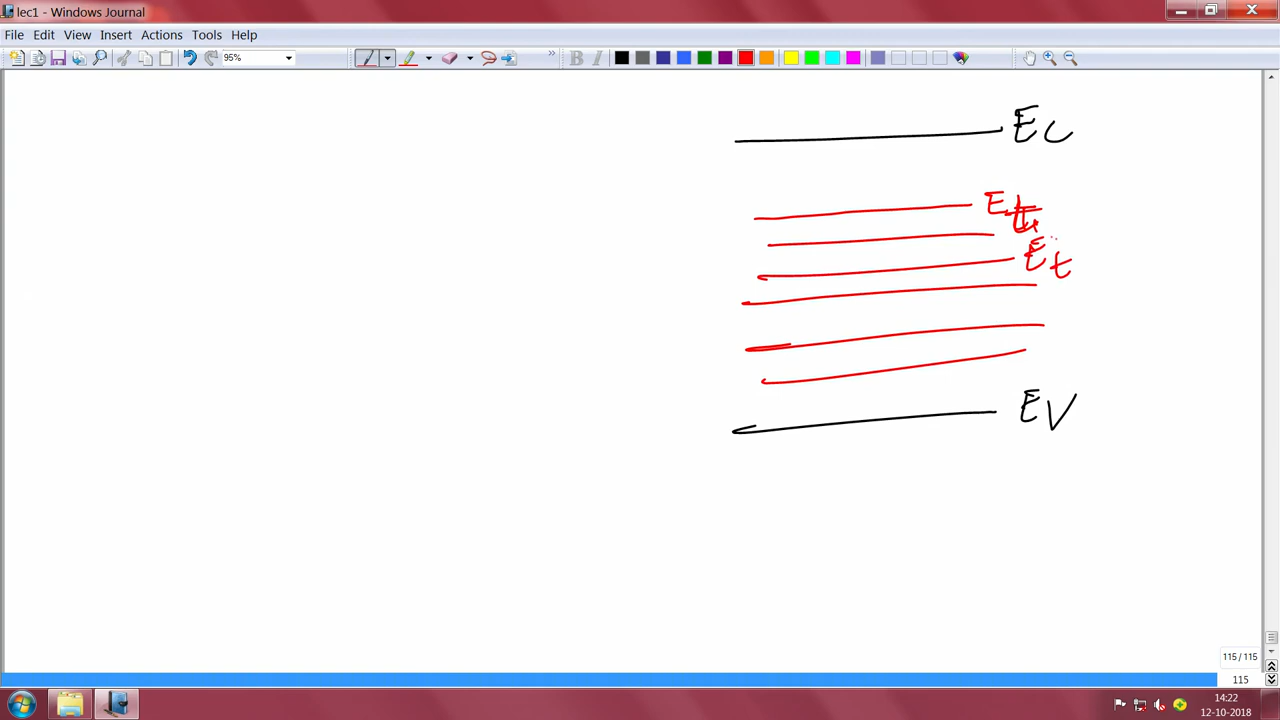 lec1 - Windows Journal
File Edit View Insert Actions Tools Help
95%
B I
EC
Et
EV
115 / 115
115
14:22
12-10-2018